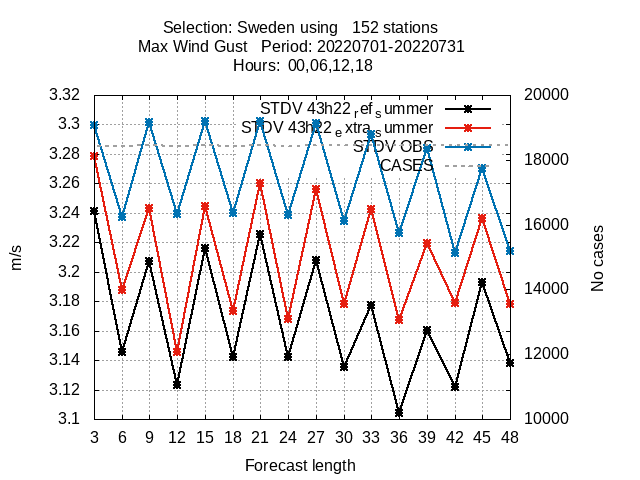 Selection: Sweden using   152 stations
Max Wind Gust   Period: 20220701-20220731
Hours:  00,06,12,18
STDV 43h22_ref_summer
STDV 43h22_extra_summer
STDV OBS
CASES
3.32
3.3
3.28
3.26
3.24
3.22
3.2
3.18
3.16
3.14
3.12
3.1
m/s
20000
18000
16000
14000
12000
10000
No cases
3 6 9 12 15 18 21 24 27 30 33 36 39 42 45 48
Forecast length